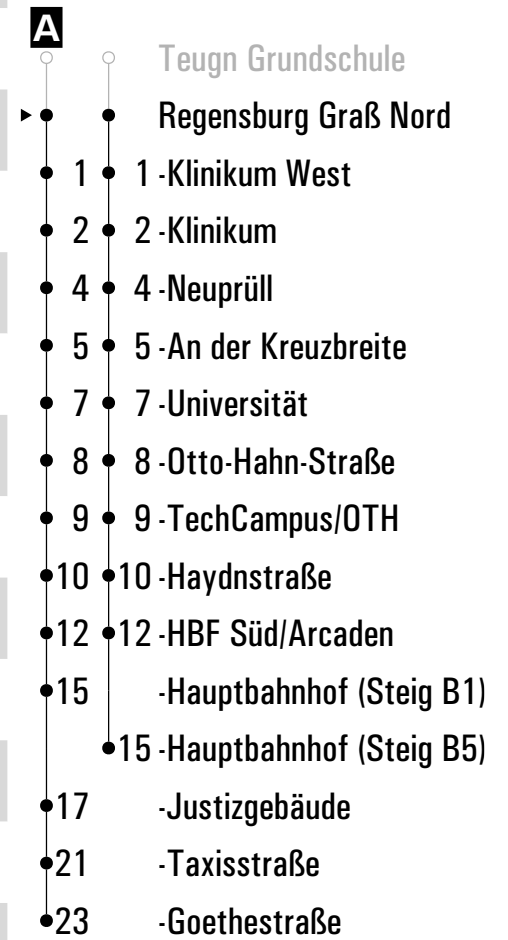 A
Teugn Grundschule
Regensburg Graß Nord
1 1 -Klinikum West
2 2 -Klinikum
4 4 -Neuprüll
5 5 -An der Kreuzbreite
7 7 -Universität
8 8 -Otto-Hahn-Straße
9 9 -TechCampus/OTH
10 10 -Haydnstraße
12 12 -HBF Süd/Arcaden
15 -Hauptbahnhof (Steig B1)
15 -Hauptbahnhof (Steig B5)
17 -Justizgebäude
21 -Taxisstraße
23 -Goethestraße